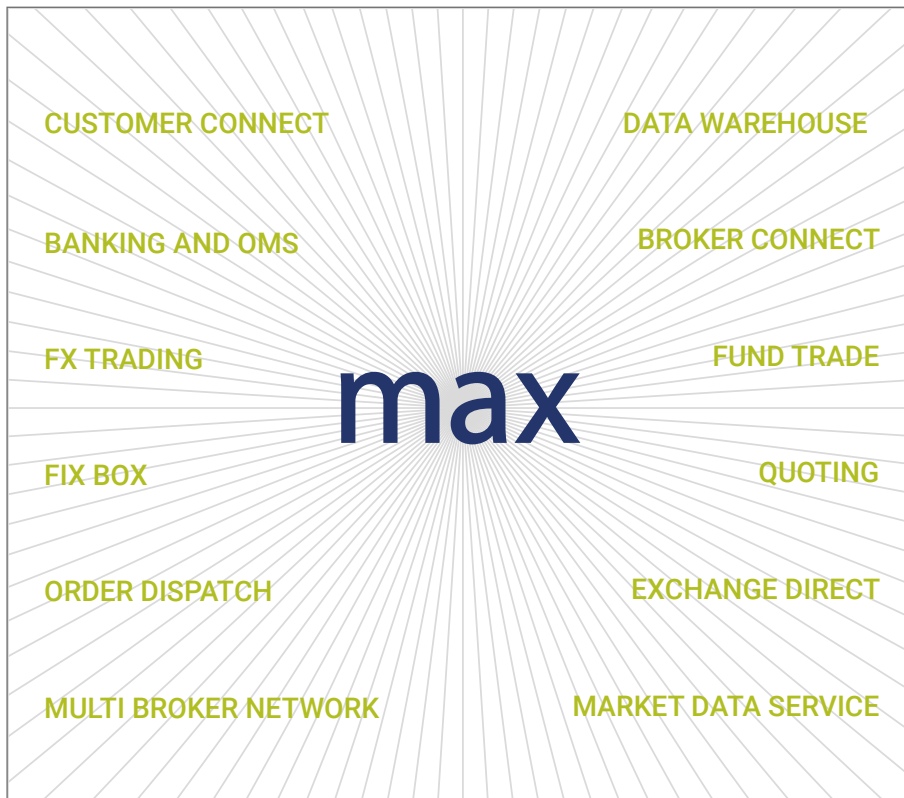 CUSTOMER CONNECT
DATA WAREHOUSE
BANKING AND OMS
BROKER CONNECT
FX TRADING
FUND TRADE
max
FIX BOX
QUOTING
ORDER DISPATCH
EXCHANGE DIRECT
MULTI BROKER NETWORK
MARKET DATA SERVICE